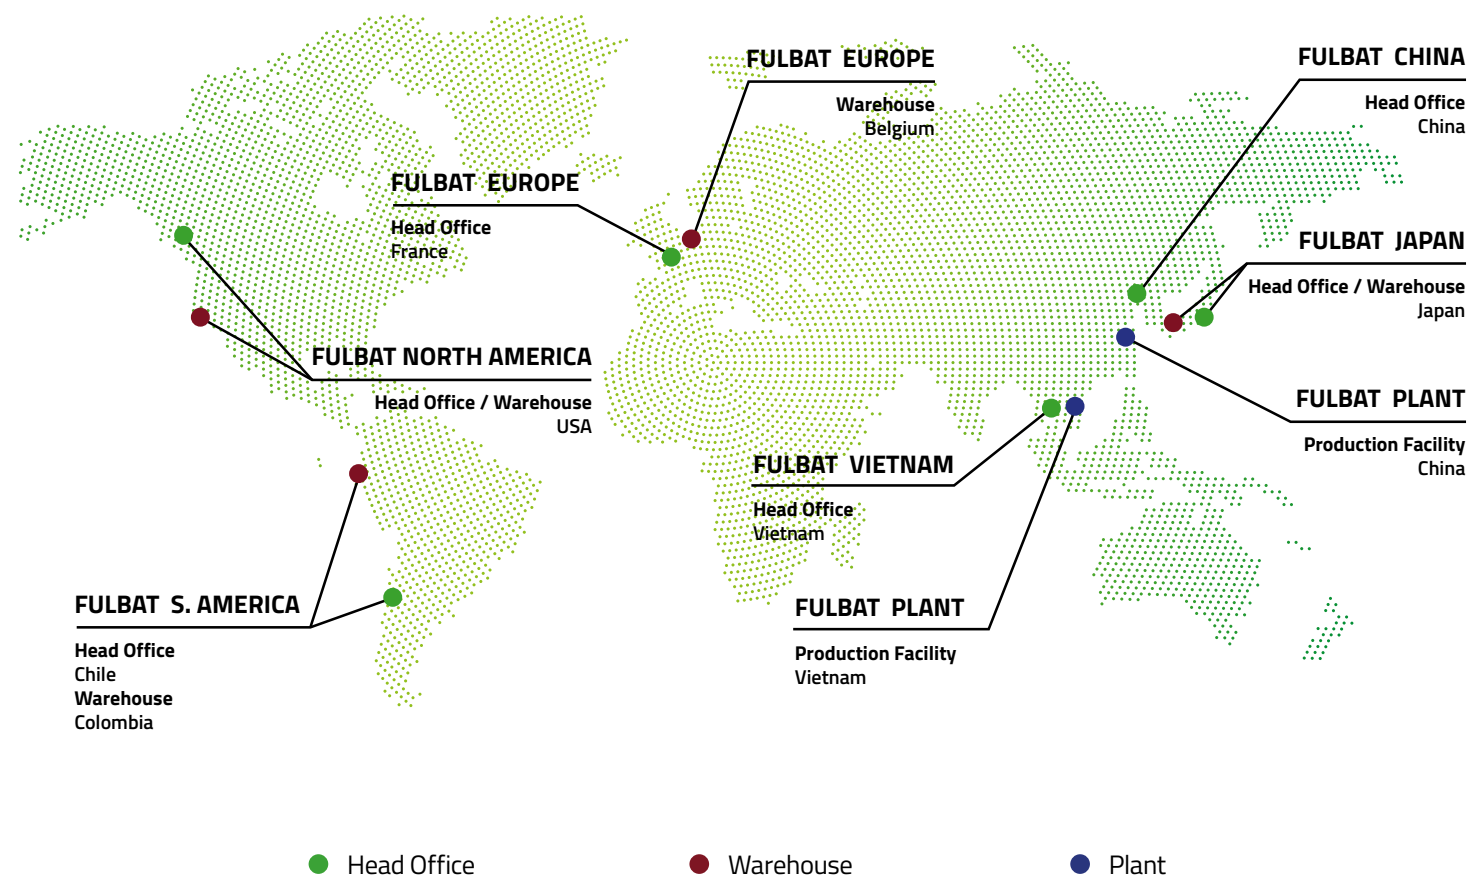 FULBAT EUROPE
Warehouse
Belgium
FULBAT CHINA
Head Office
China
FULBAT EUROPE
Head Office
France
FULBAT JAPAN
Head Office / Warehouse
Japan
FULBAT NORTH AMERICA
Head Office / Warehouse
USA
FULBAT PLANT
Production Facility
China
FULBAT VIETNAM
Head Office
Vietnam
FULBAT S. AMERICA
Head Office
Chile
Warehouse
Colombia
FULBAT PLANT
Production Facility
Vietnam
Head Office
Warehouse
Plant